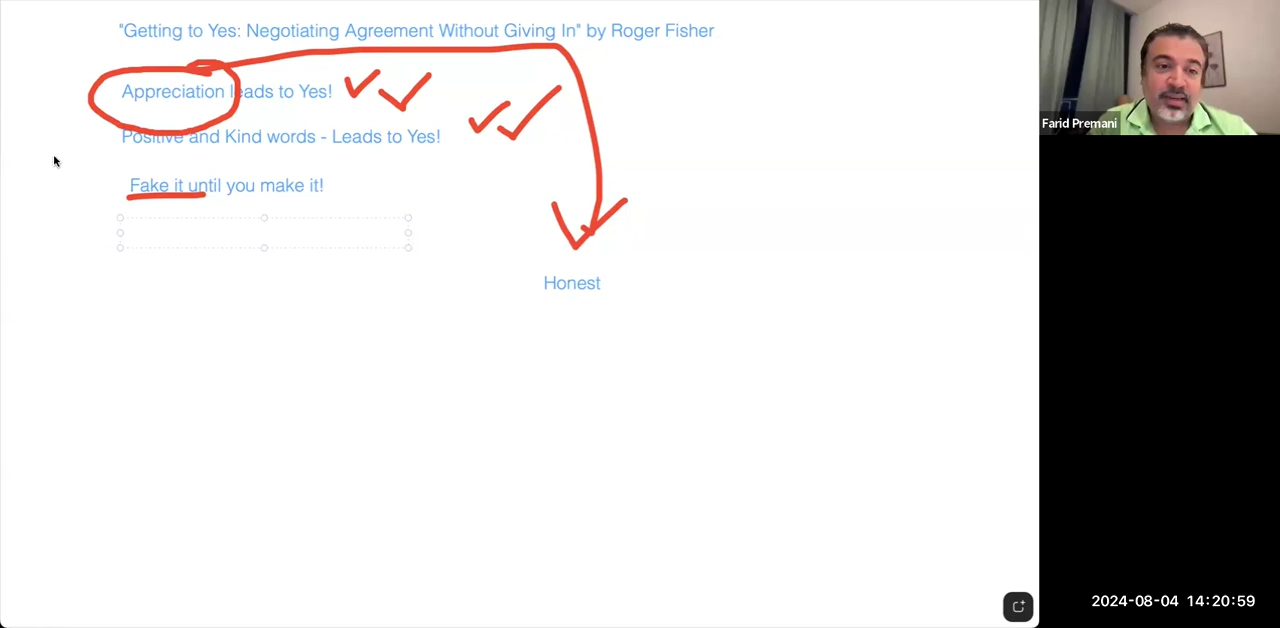 "Getting to Yes: Negotiating Agreement Without Giving In" by Roger Fisher
Appreciation leads to Yes!
Positive and Kind words - Leads to Yes!
Fake it until you make it!
Honest
Farid Premani
2024-08-04 14:20:59